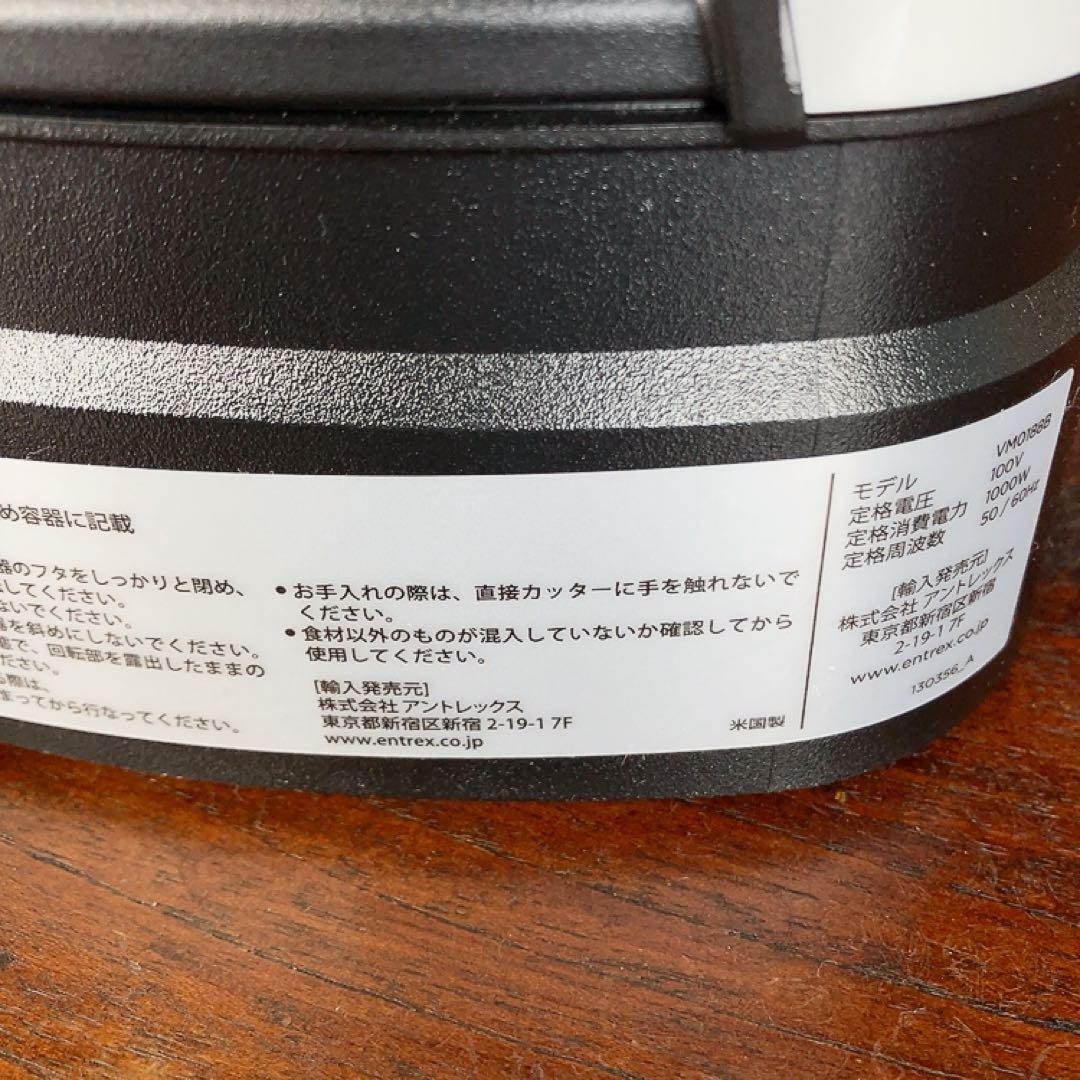 め容器に記載
器のフタをしっかりと閉め、
してください。
ないでください。
器を斜めにしないでください。
態で、回転部を露出したままの
ださい。
る際は、
まってから行なってください。
●お手入れの際は、直接カッターに手を触れないで
ください。
●食材以外のものが混入していないか確認してから
使用してください。
[輸入発売元]
株式会社 アントレックス
東京都新宿区新宿 2-19-1 7F
www.entrex.co.jp
米国製
モデル VM0188B
定格電圧 100V
定格消費電力 1000W
定格周波数 50 / 60Hz
[輸入発売元]
株式会社 アントレックス
東京都新宿区新宿
2-19-1 7F
www.entrex.co.jp
130356_A